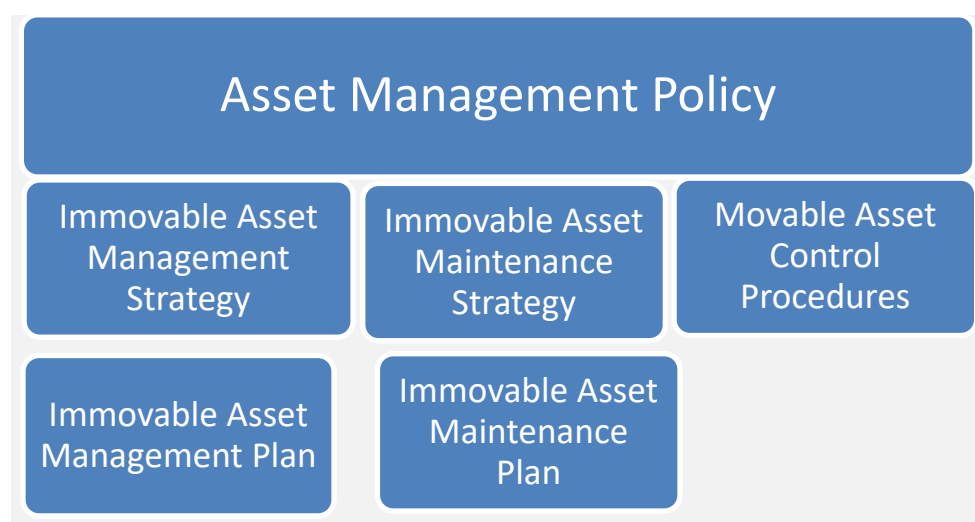 Asset Management Policy
Immovable Asset
Management
Strategy
Immovable Asset
Maintenance
Strategy
Movable Asset
Control
Procedures
Immovable Asset
Management Plan
Immovable Asset
Maintenance
Plan